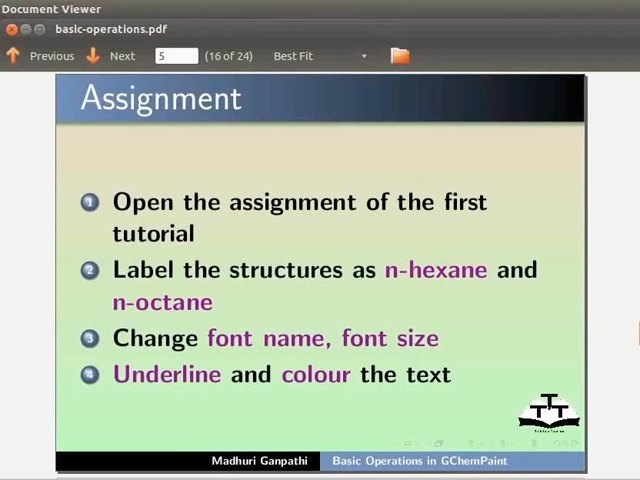 Document Viewer
basic-operations.pdf
Previous Next 5 (16 of 24) Best Fit
Assignment
1 Open the assignment of the first
tutorial
2 Label the structures as n-hexane and
n-octane
3 Change font name, font size
4 Underline and colour the text
Madhuri Ganpathi Basic Operations in GChemPaint